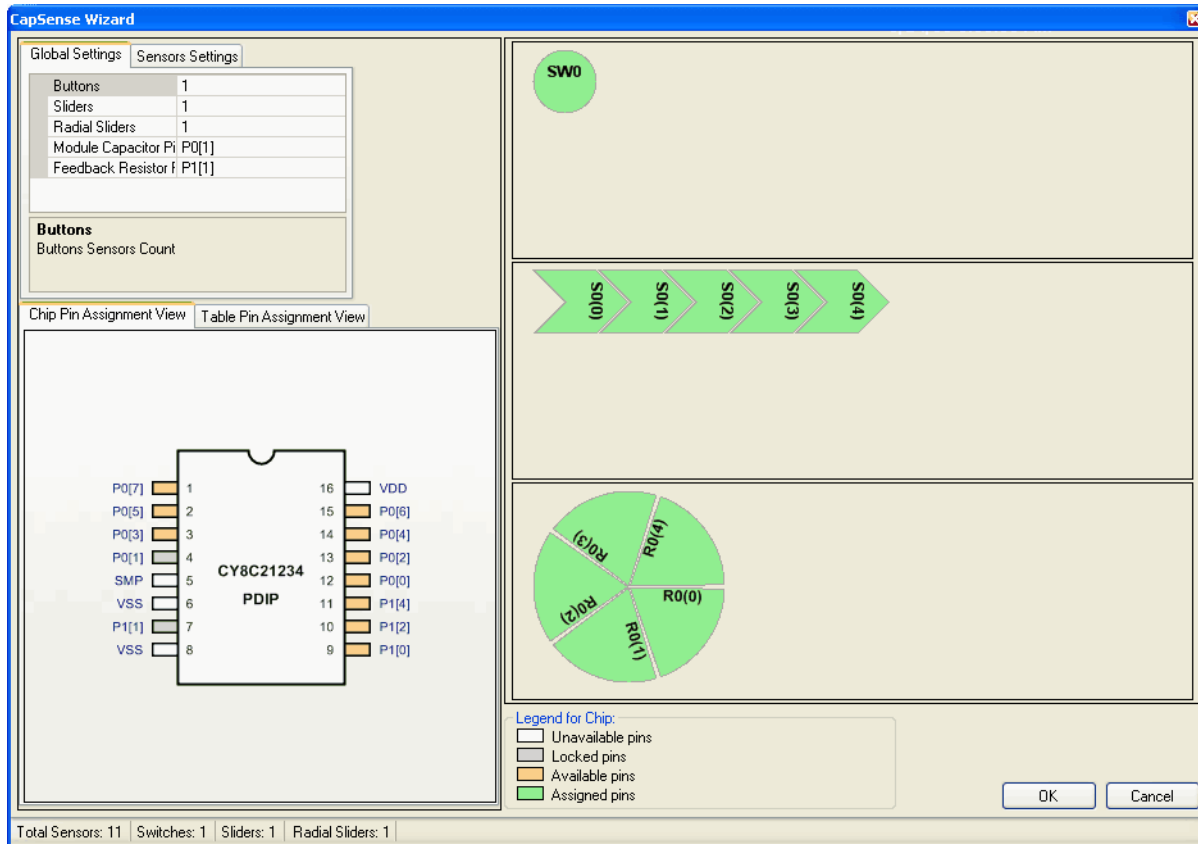 CapSense Wizard
Global Settings
Sensors Settings
Buttons 1
Sliders 1
Radial Sliders 1
Module Capacitor Pi P0[1]
Feedback Resistor F P1[1]
Buttons
Buttons Sensors Count
Chip Pin Assignment View
Table Pin Assignment View
P0[7] 1 16 VDD
P0[5] 2 15 P0[6]
P0[3] 3 14 P0[4]
P0[1] 4 13 P0[2]
CY8C21234
SMP 5 12 P0[0]
PDIP
VSS 6 11 P1[4]
P1[1] 7 10 P1[2]
VSS 8 9 P1[0]
SW0
S0(0) S0(1) S0(2) S0(3) S0(4)
R0(3) R0(4)
R0(0)
R0(2)
R0(1)
Legend for Chip:
Unavailable pins
Locked pins
Available pins
Assigned pins
OK Cancel
Total Sensors: 11 Switches: 1 Sliders: 1 Radial Sliders: 1